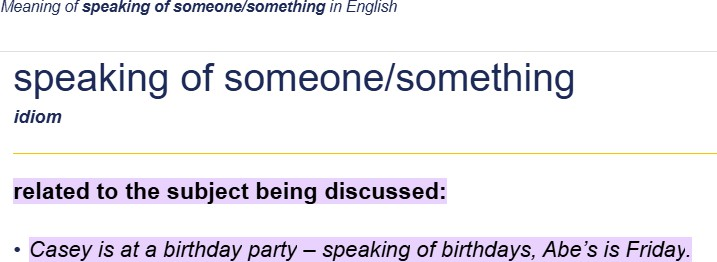 Meaning of speaking of someone/something in English
speaking of someone/something
idiom
related to the subject being discussed:
• Casey is at a birthday party – speaking of birthdays, Abe’s is Friday.